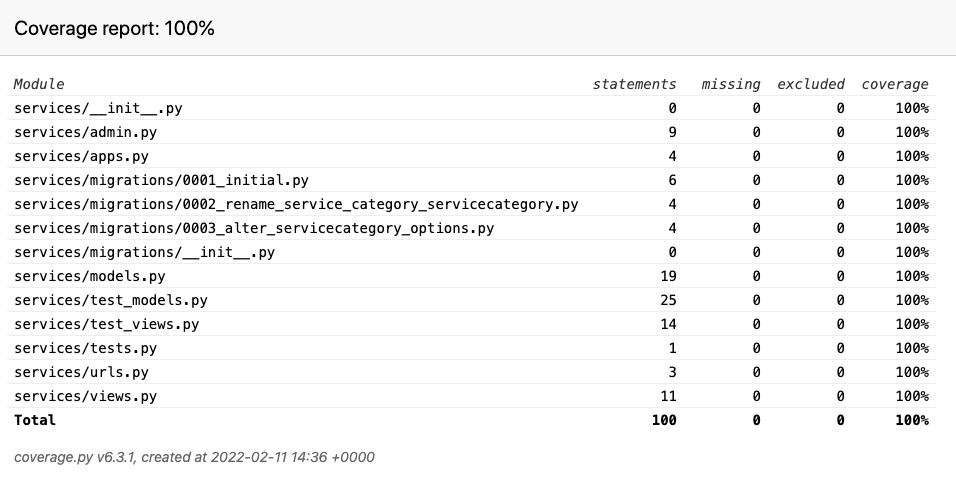 Coverage report: 100%
Module statements missing excluded coverage
services/__init__.py 0 0 0 100%
services/admin.py 9 0 0 100%
services/apps.py 4 0 0 100%
services/migrations/0001_initial.py 6 0 0 100%
services/migrations/0002_rename_service_category_servicecategory.py 4 0 0 100%
services/migrations/0003_alter_servicecategory_options.py 4 0 0 100%
services/migrations/__init__.py 0 0 0 100%
services/models.py 19 0 0 100%
services/test_models.py 25 0 0 100%
services/test_views.py 14 0 0 100%
services/tests.py 1 0 0 100%
services/urls.py 3 0 0 100%
services/views.py 11 0 0 100%
Total 100 0 0 100%
coverage.py v6.3.1, created at 2022-02-11 14:36 +0000